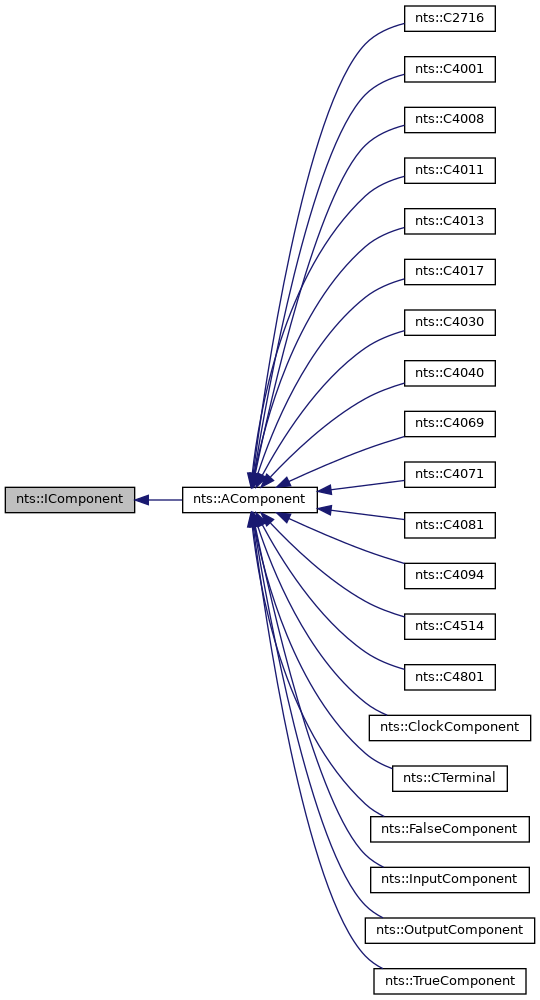 nts::C2716
nts::C4001
nts::C4008
nts::C4011
nts::C4013
nts::C4017
nts::C4030
nts::C4040
nts::C4069
nts::C4071
nts::IComponent
nts::AComponent
nts::C4081
nts::C4094
nts::C4514
nts::C4801
nts::ClockComponent
nts::CTerminal
nts::FalseComponent
nts::InputComponent
nts::OutputComponent
nts::TrueComponent